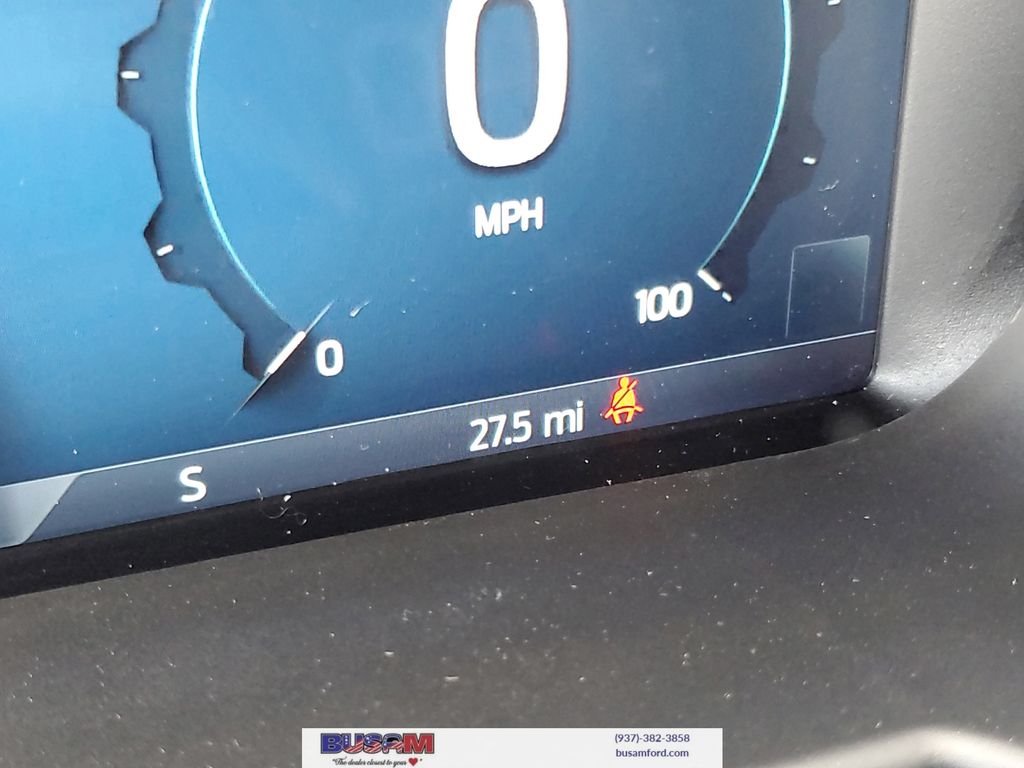 0
MPH
0
100
27.5 mi
S
BUSAM
"The dealer closest to your ❤"
(937)-382-3858
busamford.com